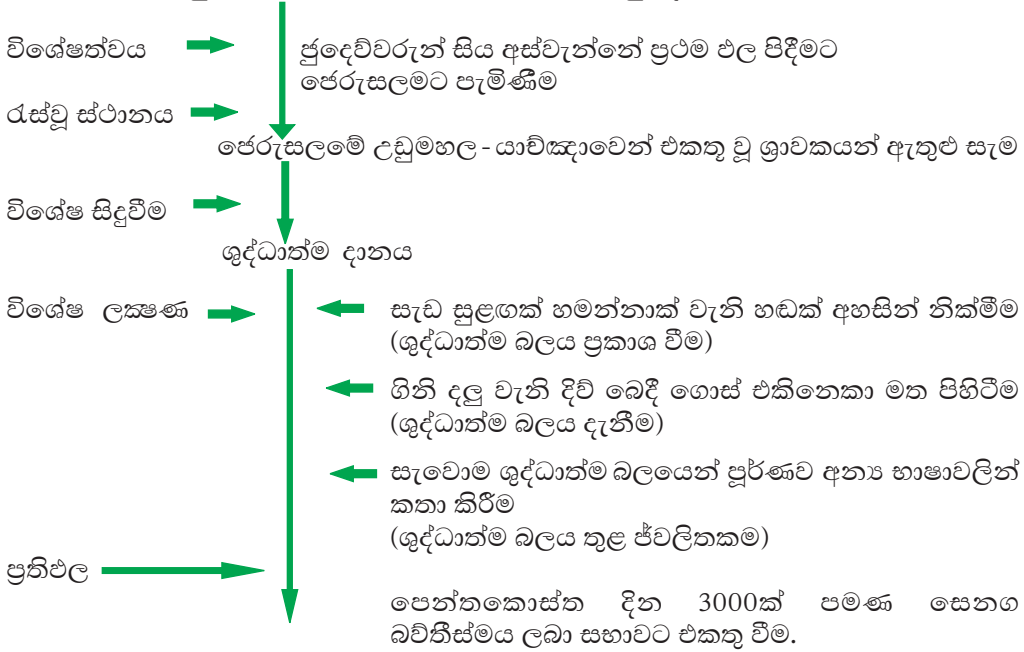 විශේෂත්වය
ජුදෙව්වරුන් සිය අස්වැන්නේ ප්‍රථම ඵල පිදීමට
ජෙරුසලමට පැමිණීම
රැස්වූ ස්ථානය
ජෙරුසලමේ උඩුමහල - යාච්ඤාවෙන් එකතු වූ ශ්‍රාවකයන් ඇතුළු සැම
විශේෂ සිදුවීම
ශුද්ධාත්ම දානය
විශේෂ ලක්‍ෂණ
සැඩ සුළඟක් හමන්නාක් වැනි හඬක් අහසින් නික්මීම
(ශුද්ධාත්ම බලය ප්‍රකාශ වීම)
ගිනි දලු වැනි දිව් බෙදී ගොස් එකිනෙකා මත පිහිටීම
(ශුද්ධාත්ම බලය දැනීම)
සැවොම ශුද්ධාත්ම බලයෙන් පූර්ණව අන්‍ය භාෂාවලින්
කතා කිරීම
(ශුද්ධාත්ම බලය තුළ ජ්වලිතකම)
ප්‍රතිඵල
පෙන්තකොස්ත දින 3000ක් පමණ සෙනග
බව්තීස්මය ලබා සභාවට එකතු වීම.